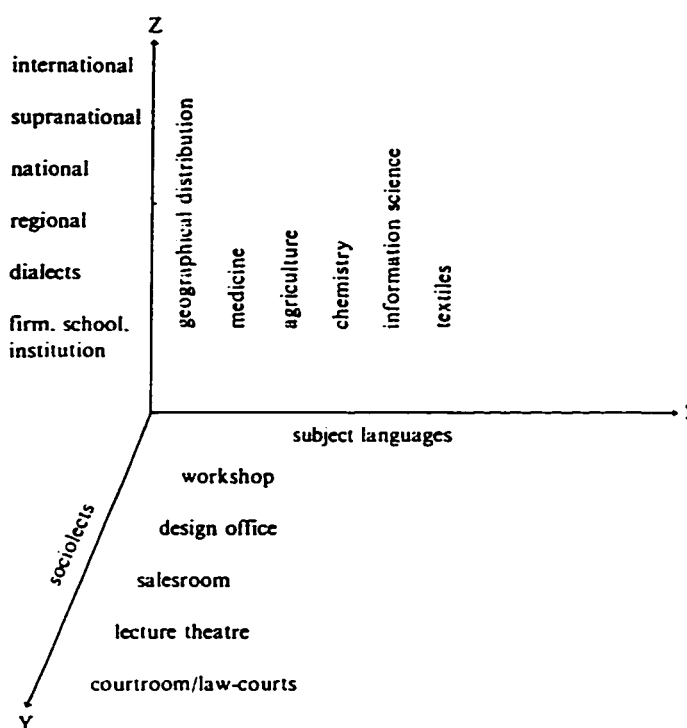 Z
international
supranational
national
regional
dialects
firm. school.
institution
geographical distribution
medicine
agriculture
chemistry
information science
textiles
subject languages
workshop
design office
salesroom
lecture theatre
courtroom/law-courts
sociolects
Y